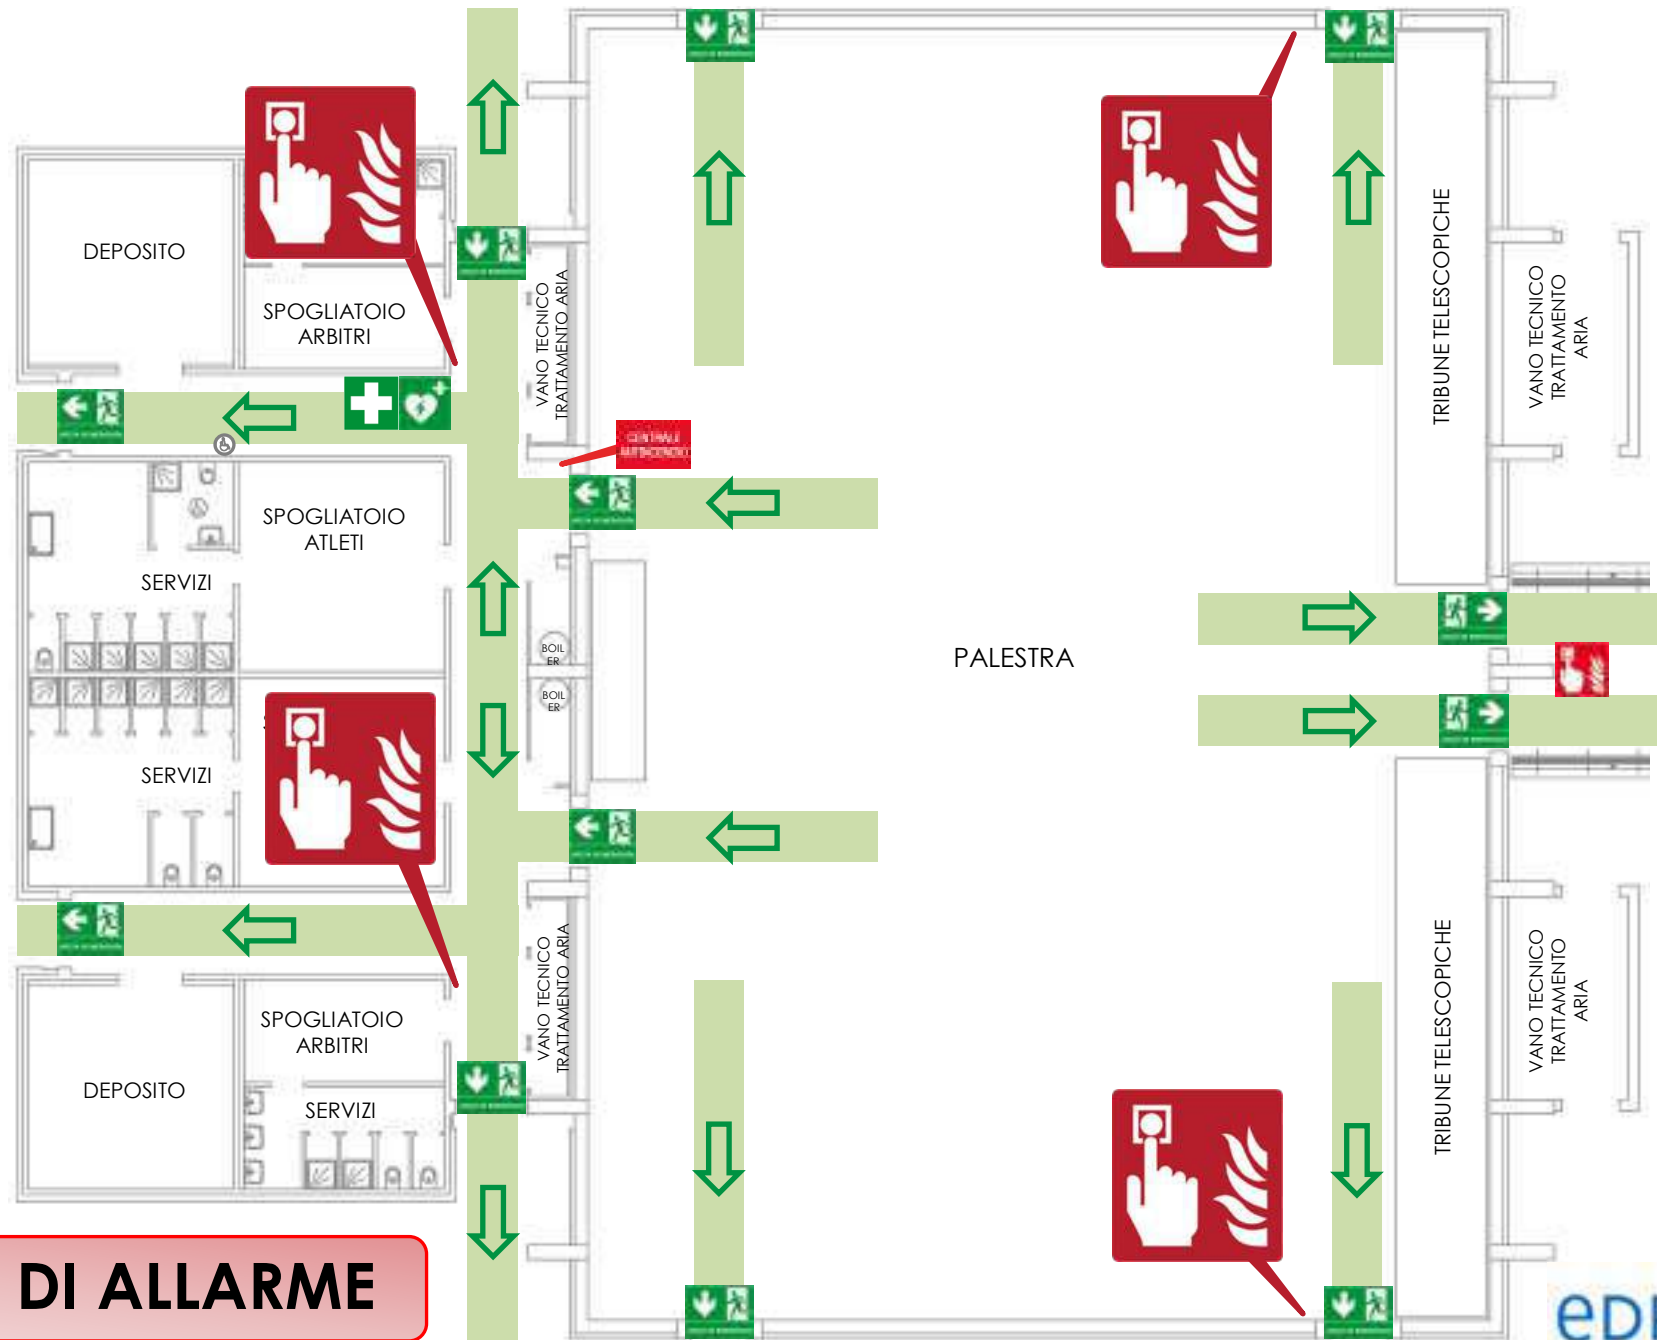 DEPOSITO
SPOGLIATOIO
ARBITRI
VANO TECNICO
TRATTAMENTO ARIA
TRIBUNE TELESCOPICHE
VANO TECNICO
TRATTAMENTO
ARIA
CENTRALE
ANTINCENDIO
SPOGLIATOIO
ATLETI
SERVIZI
BOIL
ER
PALESTRA
BOIL
ER
SERVIZI
VANO TECNICO
TRATTAMENTO ARIA
TRIBUNE TELESCOPICHE
VANO TECNICO
TRATTAMENTO
ARIA
SPOGLIATOIO
ARBITRI
DEPOSITO
SERVIZI
DI ALLARME